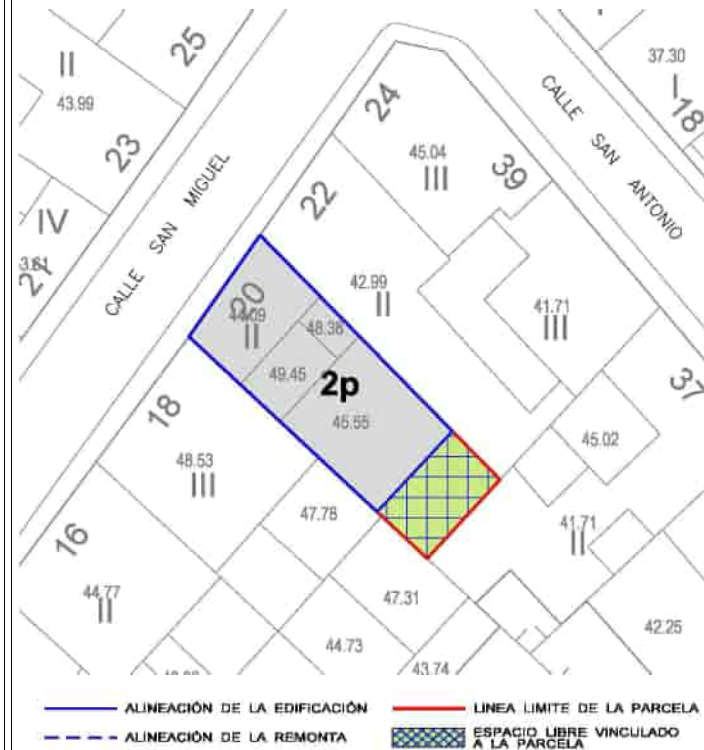 37.30
II
25
I
43.99
24
18
CALLE SAN ANTONIO
23
45.04
39
III
CALLE SAN MIGUEL
22
IV
21
42.99
II
20
44.09
II
48.36
41.71
III
49.45
2p
37
18
45.55
45.02
48.53
III
47.78
41.71
II
16
44.77
II
47.31
42.25
44.73
43.74
ALINEACIÓN DE LA EDIFICACIÓN
LINEA LIMITE DE LA PARCELA
ALINEACIÓN DE LA REMONTA
ESPACIO LIBRE VINCULADO
A LA PARCELA